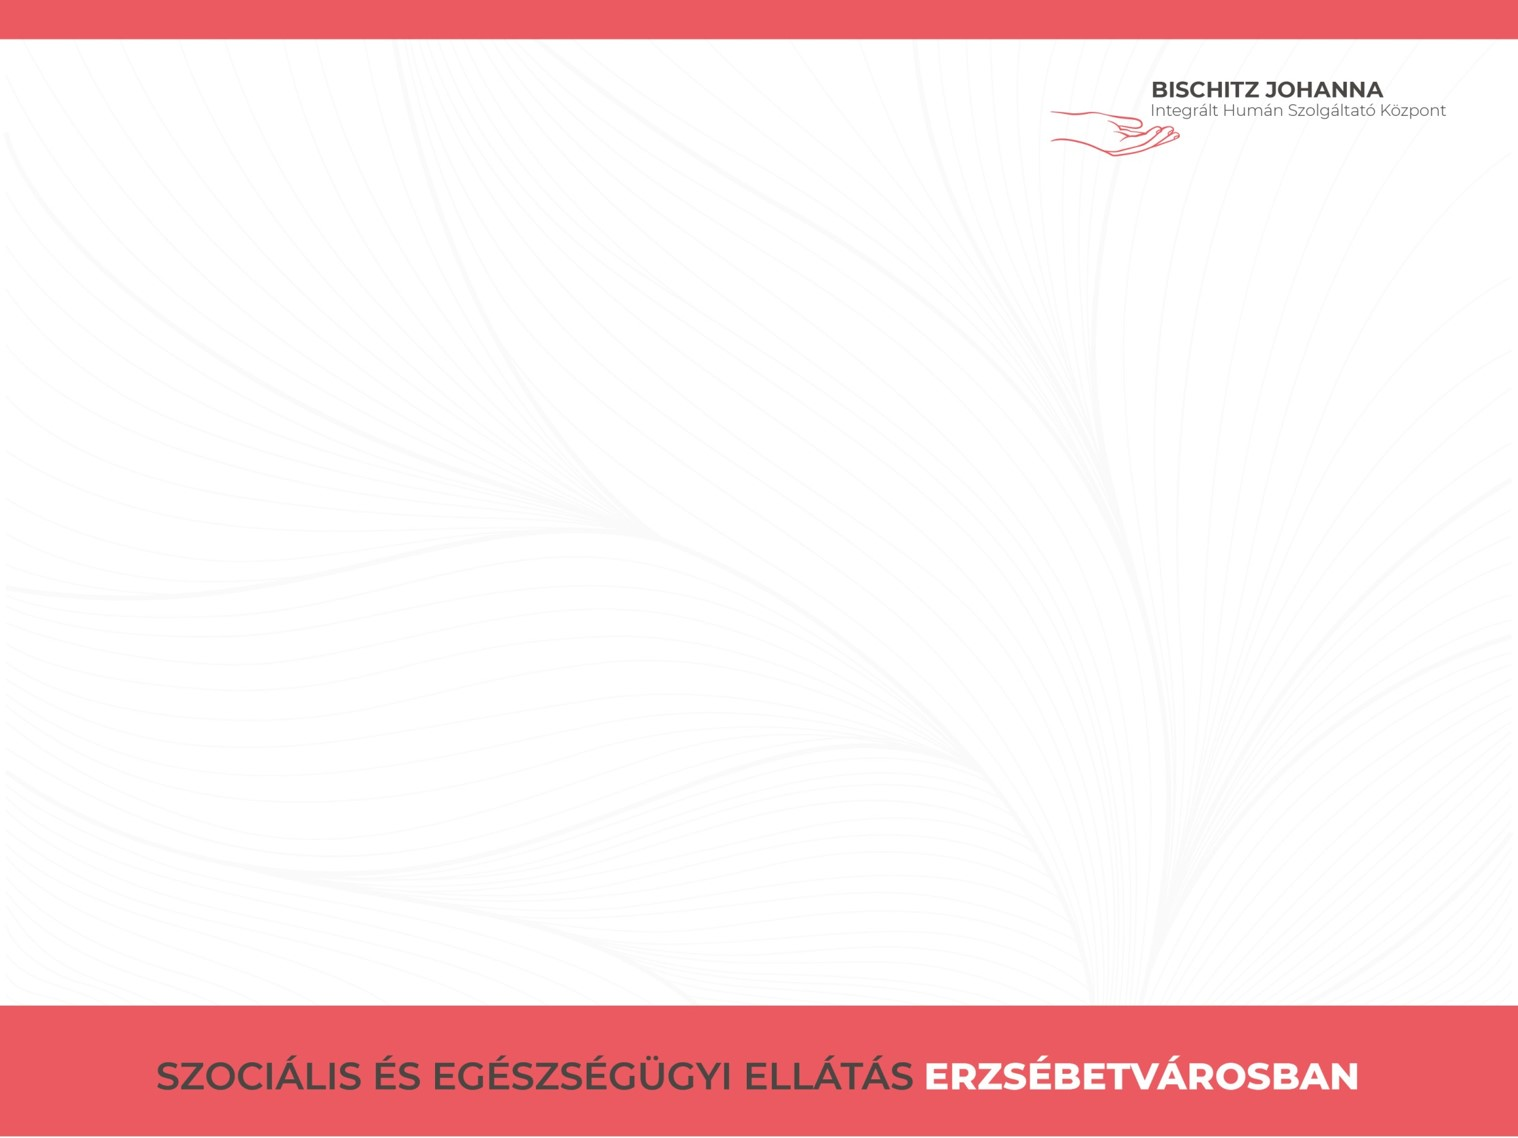 BISCHITZ JOHANNA
Integrált Humán Szolgáltató Központ
SZOCIÁLIS ÉS EGÉSZSÉGÜGYI ELLÁTÁS ERZSÉBETVÁROSBAN